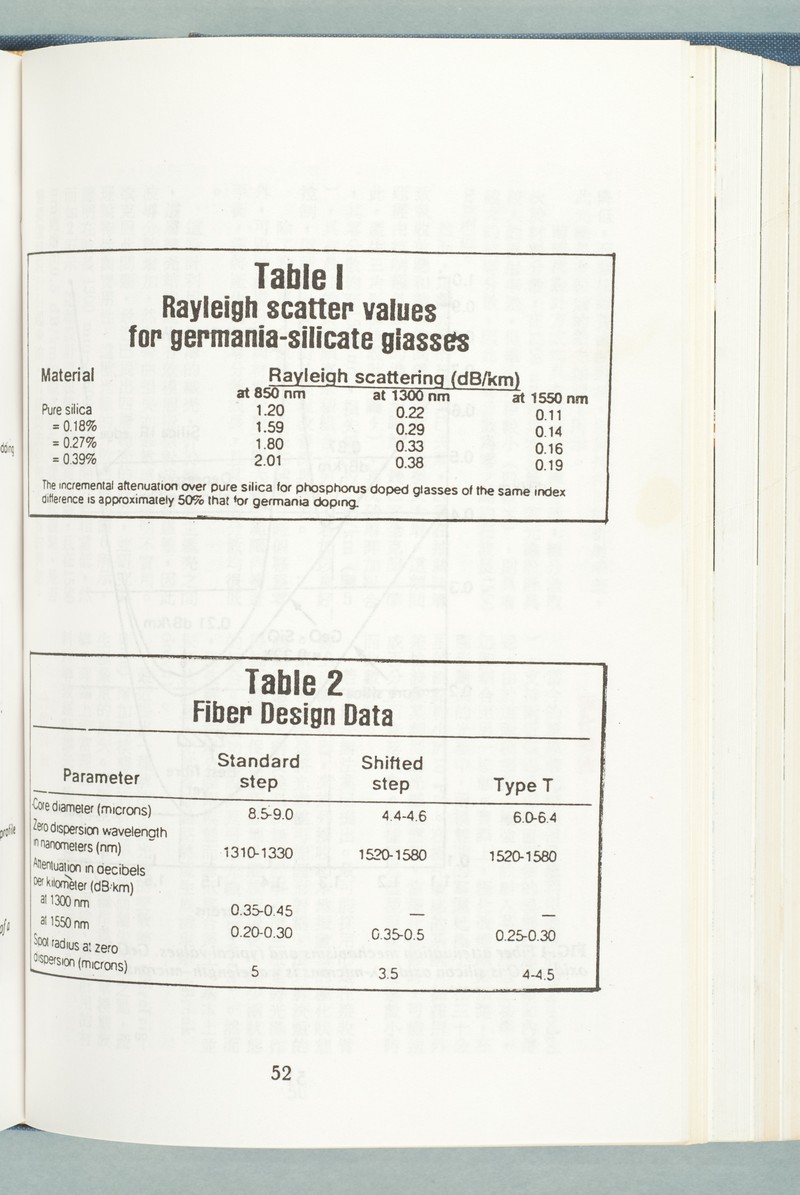 Table I
Rayleigh scatter values
for germania-silicate glasses
Material Rayleigh scattering (dB/km)
at 850 nm at 1300 nm at 1550 nm
Pure silica 1.20 0.22 0.11
= 0.18% 1.59 0.29 0.14
= 0.27% 1.80 0.33 0.16
= 0.39% 2.01 0.38 0.19
The incremental attenuation over pure silica for phosphorus doped glasses of the same index
difference is approximately 50% that for germania doping.
Table 2
Fiber Design Data
Parameter Standard step Shifted step Type T
Core diameter (microns) 8.5-9.0 4.4-4.6 6.0-6.4
Zero dispersion wavelength
in nanometers (nm) 1310-1330 1520-1580 1520-1580
Attenuation in decibels
per kilometer (dB/km)
at 1300 nm 0.35-0.45 — —
at 1550 nm 0.20-0.30 0.35-0.5 0.25-0.30
Spot radius at zero
dispersion (microns) 5 3.5 4-4.5
52